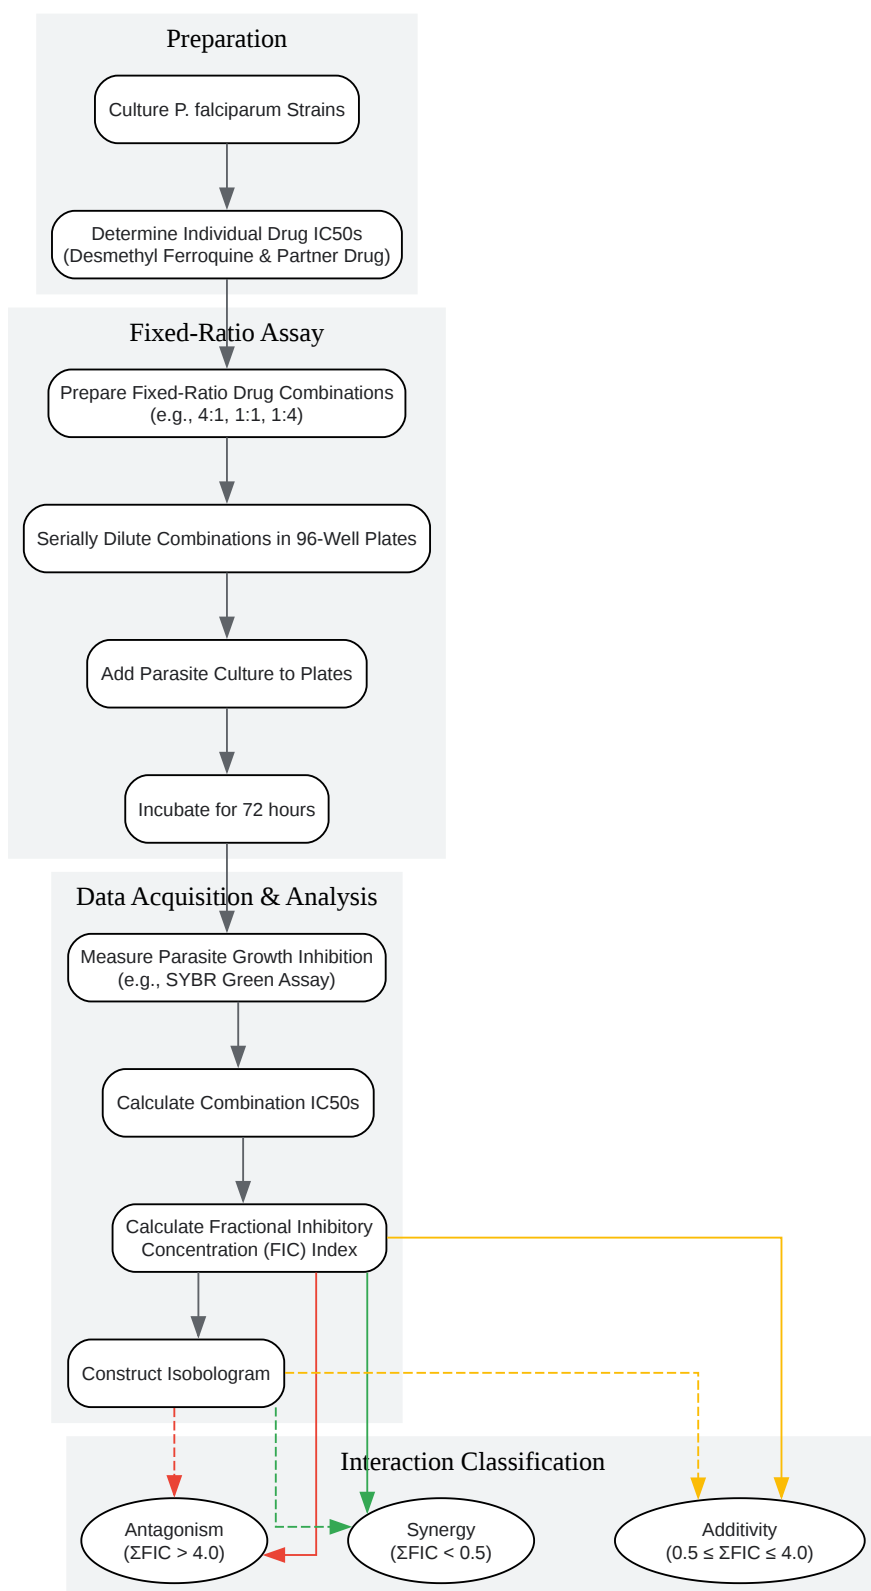 Preparation
Culture P. falciparum Strains
Determine Individual Drug IC50s
(Desmethyl Ferroquine & Partner Drug)
Fixed-Ratio Assay
Prepare Fixed-Ratio Drug Combinations
(e.g., 4:1, 1:1, 1:4)
Serially Dilute Combinations in 96-Well Plates
Add Parasite Culture to Plates
Incubate for 72 hours
Data Acquisition & Analysis
Measure Parasite Growth Inhibition
(e.g., SYBR Green Assay)
Calculate Combination IC50s
Calculate Fractional Inhibitory
Concentration (FIC) Index
Construct Isobologram
Interaction Classification
Antagonism
(ΣFIC > 4.0)
Synergy
(ΣFIC < 0.5)
Additivity
(0.5 ≤ ΣFIC ≤ 4.0)